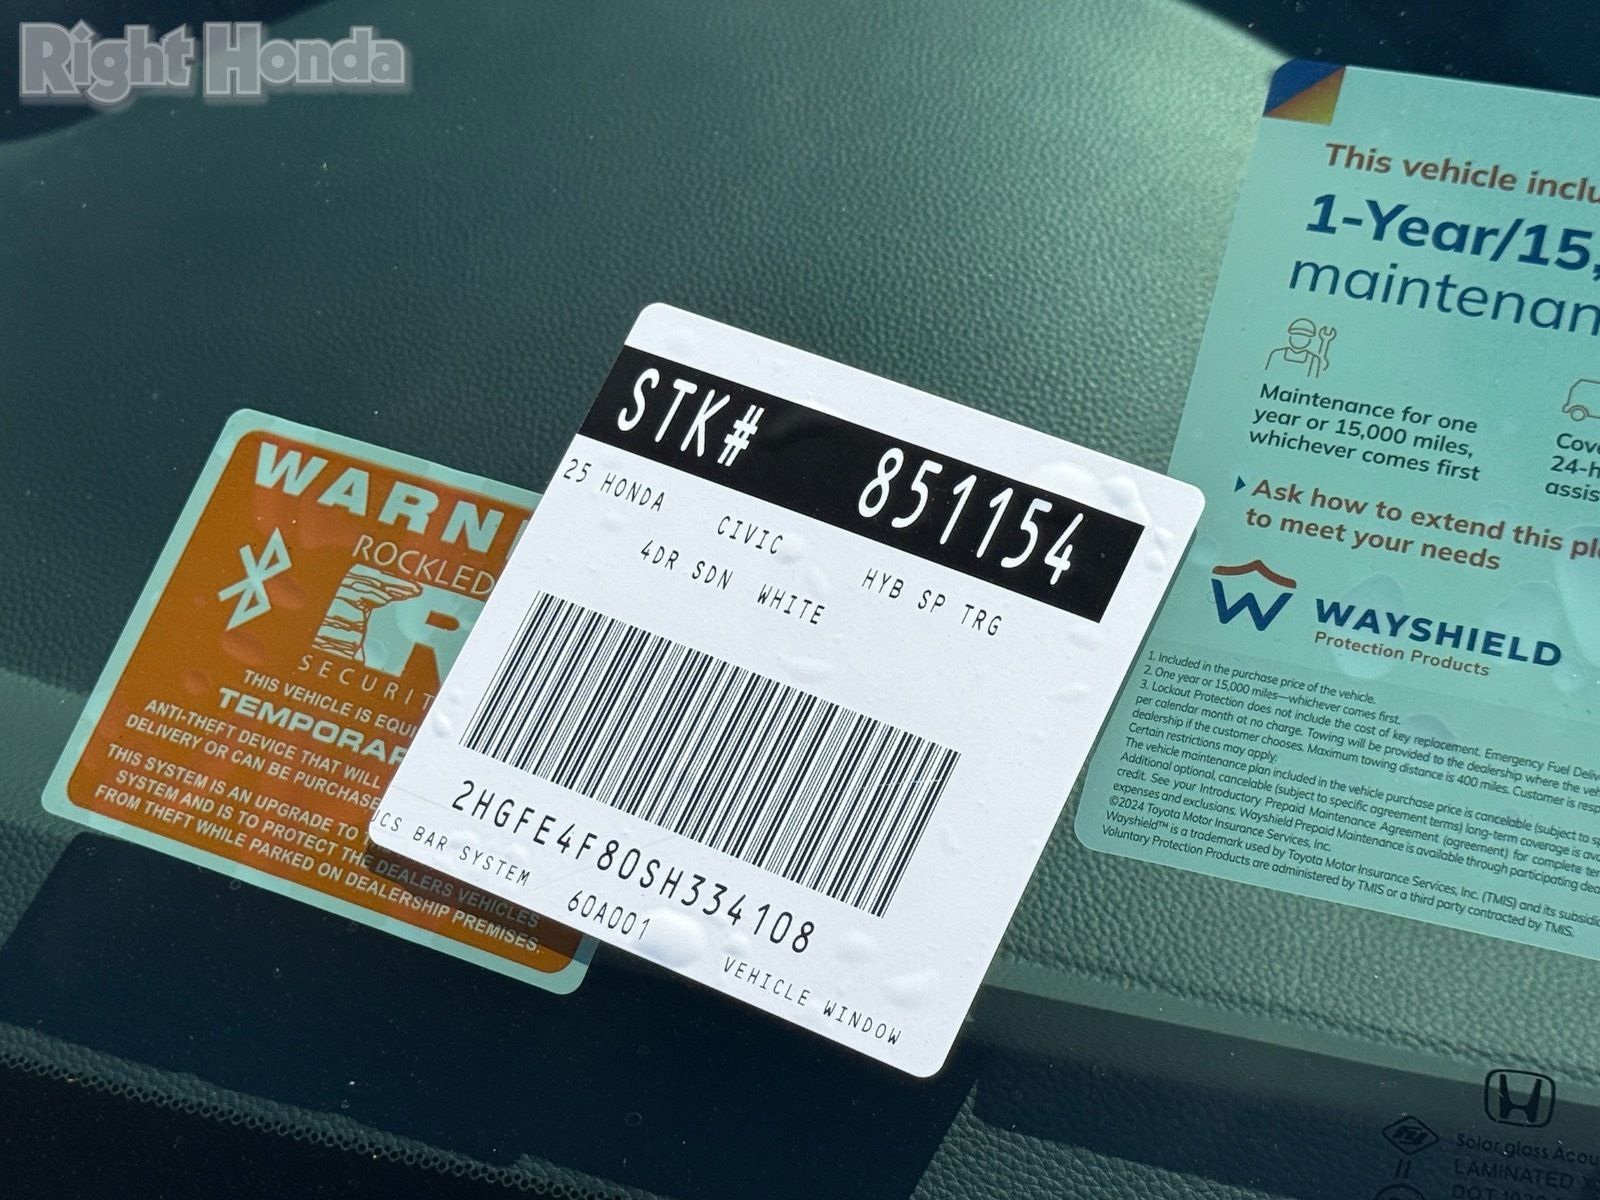 Right Honda
STK# 851154
25 HONDA CIVIC HYB SP TRG
4DR SDN WHITE
2HGFE4F80SH334108
ICS BAR SYSTEM 60A001 VEHICLE WINDOW
WARNI
ROCKLED
R
SECURIT
THIS VEHICLE IS EQUI
TEMPORAR
ANTI-THEFT DEVICE THAT WILL
DELIVERY OR CAN BE PURCHASE
THIS SYSTEM IS AN UPGRADE TO
SYSTEM AND IS TO PROTECT THE DEALERS VEHICLES
FROM THEFT WHILE PARKED ON DEALERSHIP PREMISES.
This vehicle inclu
1-Year/15,
maintenan
Maintenance for one
year or 15,000 miles,
whichever comes first
Cove
24-h
assis
Ask how to extend this pl
to meet your needs
W WAYSHIELD
Protection Products
1. Included in the purchase price of the vehicle.
2. One year or 15,000 miles—whichever comes first.
3. Lockout Protection does not include the cost of key replacement. Emergency Fuel Delive
per calendar month at no charge. Towing will be provided to the dealership where the veh
dealership if the customer chooses. Maximum towing distance is 400 miles. Customer is resp
Certain restrictions may apply.
The vehicle maintenance plan included in the vehicle purchase price is cancelable (subject to sp
Additional optional, cancelable (subject to specific agreement terms) long-term coverage is ava
credit. See your Introductory Prepaid Maintenance Agreement (agreement) for complete ter
expenses and exclusions. Wayshield Prepaid Maintenance is available through participating dea
©2024 Toyota Motor Insurance Services, Inc.
Wayshield™ is a trademark used by Toyota Motor Insurance Services, Inc. (TMIS) and its subsidia
Voluntary Protection Products are administered by TMIS or a third party contracted by TMIS.
Solar glass Acou
LAMINATED
DOT